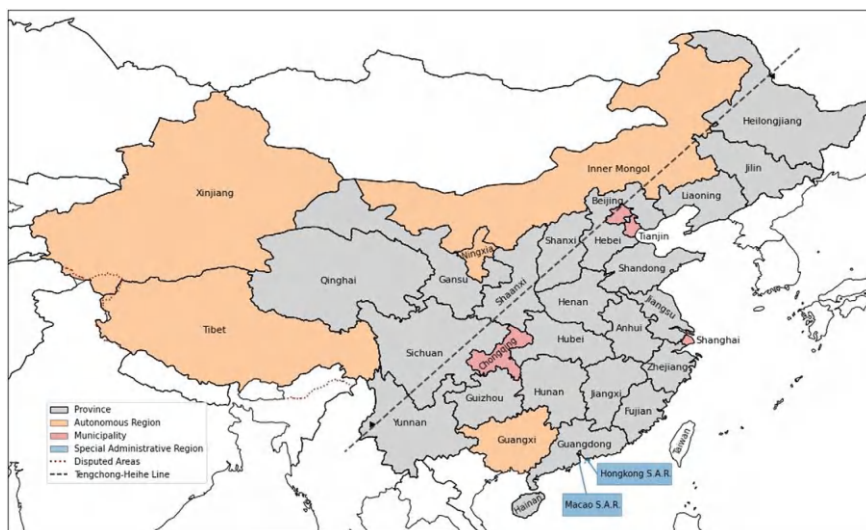 Heilongjiang
Jilin
Inner Mongol
Xinjiang
Liaoning
Beijing
Tianjin
Hebei
Shanxi
Ningxia
Shandong
Qinghai
Gansu
Shaanxi
Henan
Jiangsu
Tibet
Anhui
Shanghai
Hubei
Sichuan
Chongqing
Zhejiang
Hunan
Jiangxi
Guizhou
Fujian
Yunnan
Guangxi
Guangdong
Taiwan
Hongkong S.A.R.
Macao S.A.R.
Hainan
Province
Autonomous Region
Municipality
Special Administrative Region
Disputed Areas
Tengchong-Heihe Line